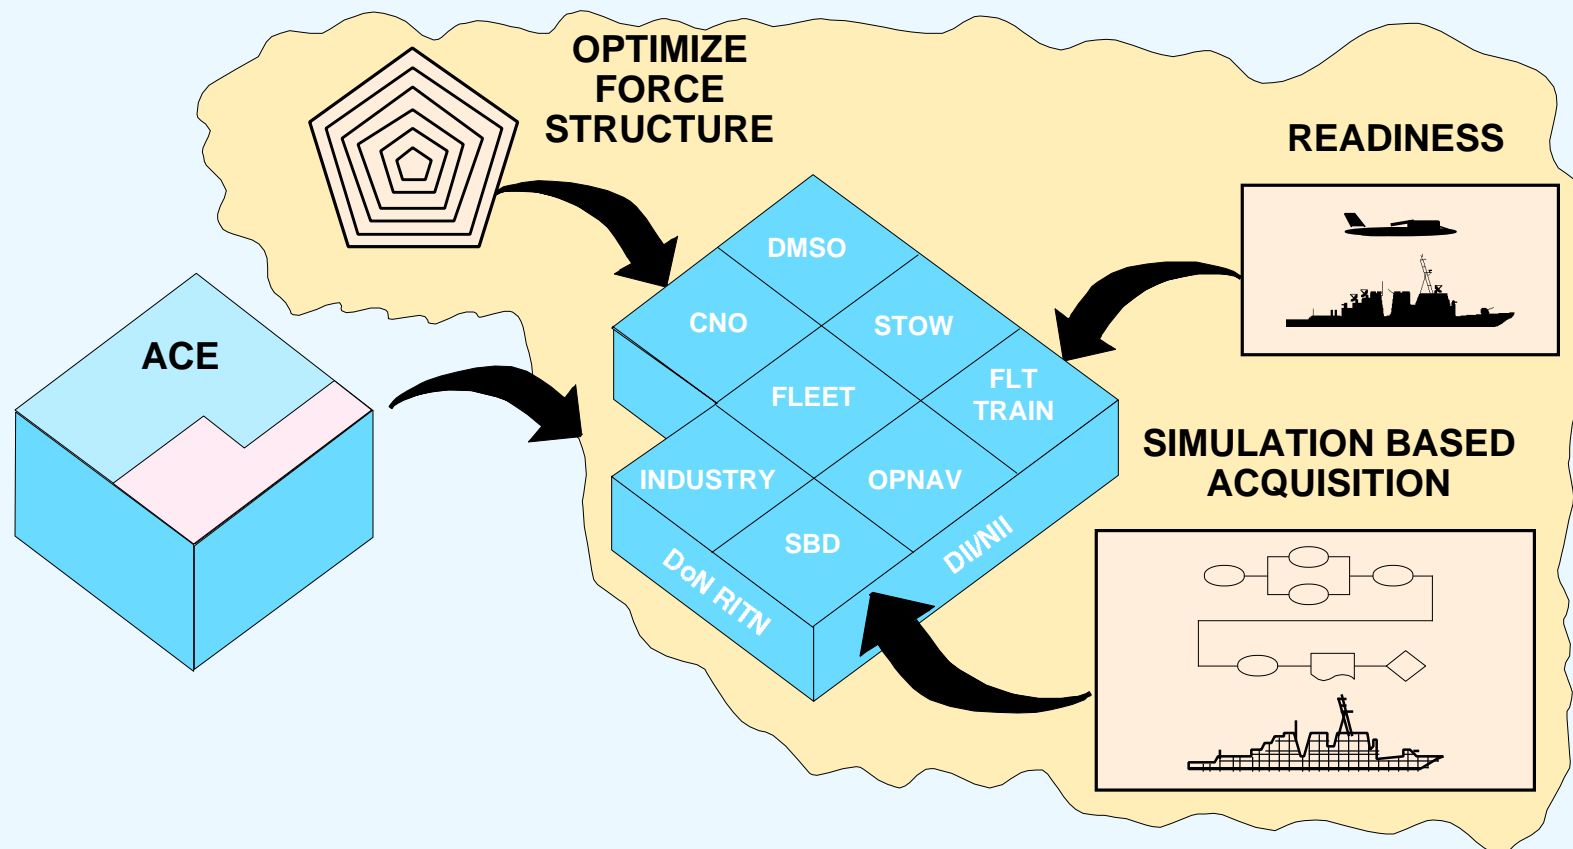 OPTIMIZE
FORCE
STRUCTURE
READINESS
ACE
DMSO
CNO
STOW
FLEET
FLT
TRAIN
INDUSTRY
OPNAV
SBD
DoN RITN
DII/NII
SIMULATION BASED
ACQUISITION